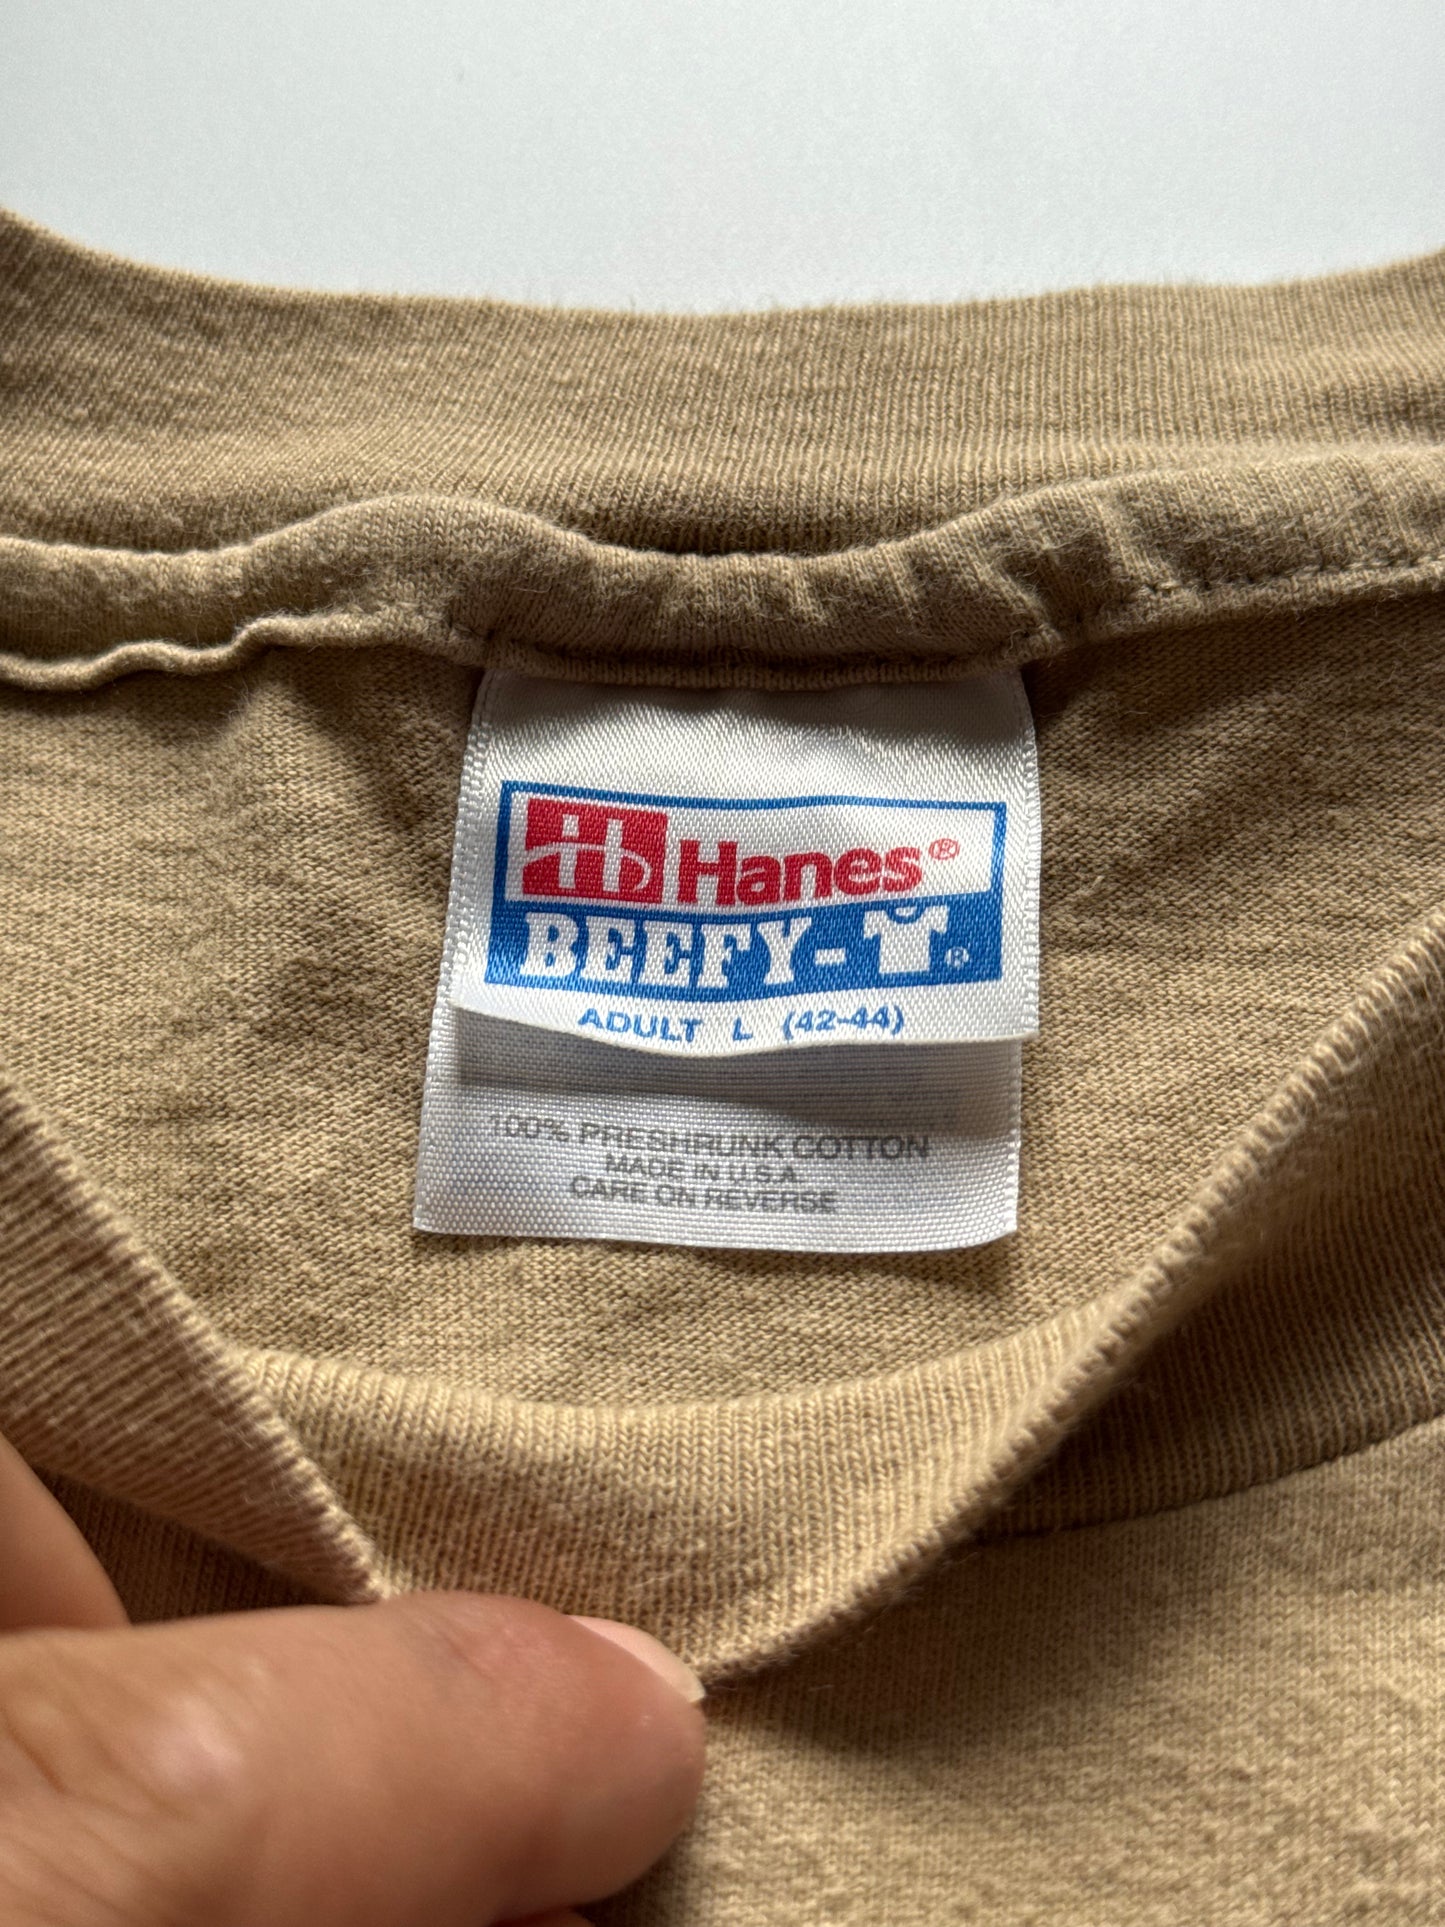 Hanes®
BEEFY-®
ADULT L (42-44)
100% PRESHRUNK COTTON
MADE IN U.S.A.
CARE ON REVERSE